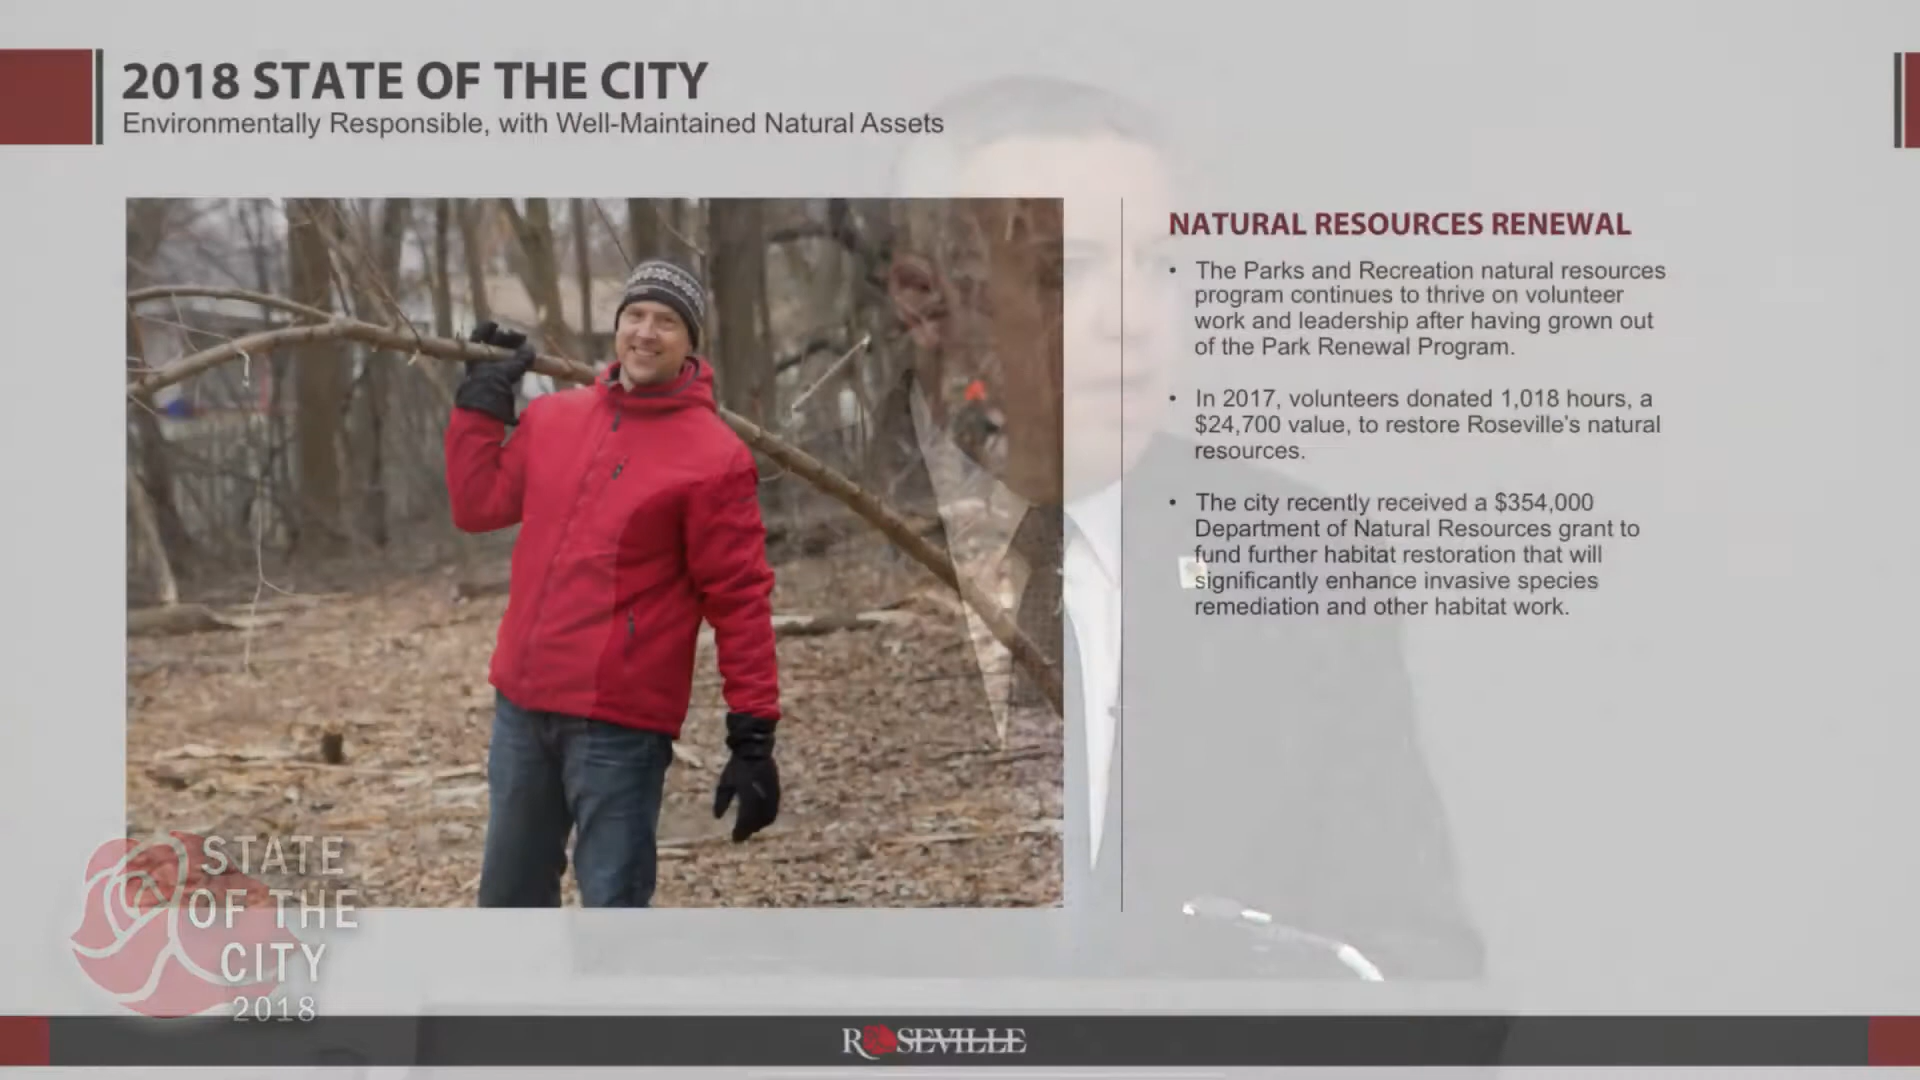 2018 STATE OF THE CITY
Environmentally Responsible, with Well-Maintained Natural Assets
NATURAL RESOURCES RENEWAL
• The Parks and Recreation natural resources
program continues to thrive on volunteer
work and leadership after having grown out
of the Park Renewal Program.
• In 2017, volunteers donated 1,018 hours, a
$24,700 value, to restore Roseville's natural
resources.
• The city recently received a $354,000
Department of Natural Resources grant to
fund further habitat restoration that will
significantly enhance invasive species
remediation and other habitat work.
STATE
OF THE
CITY
2018
ROSEVILLE